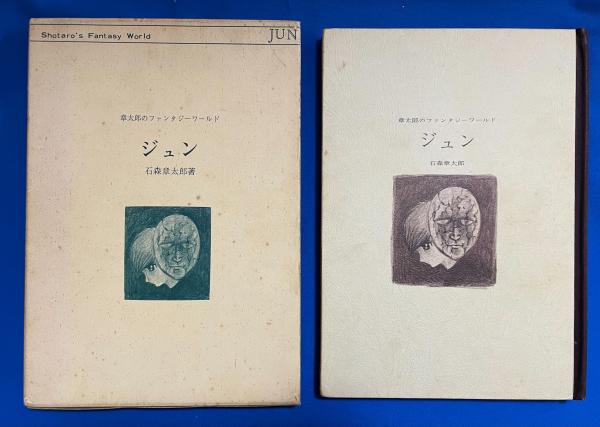 Shotaro's Fantasy World
JUN
章太郎のファンタジーワールド
ジュン
石森章太郎著
章太郎のファンタジーワールド
ジュン
石森章太郎